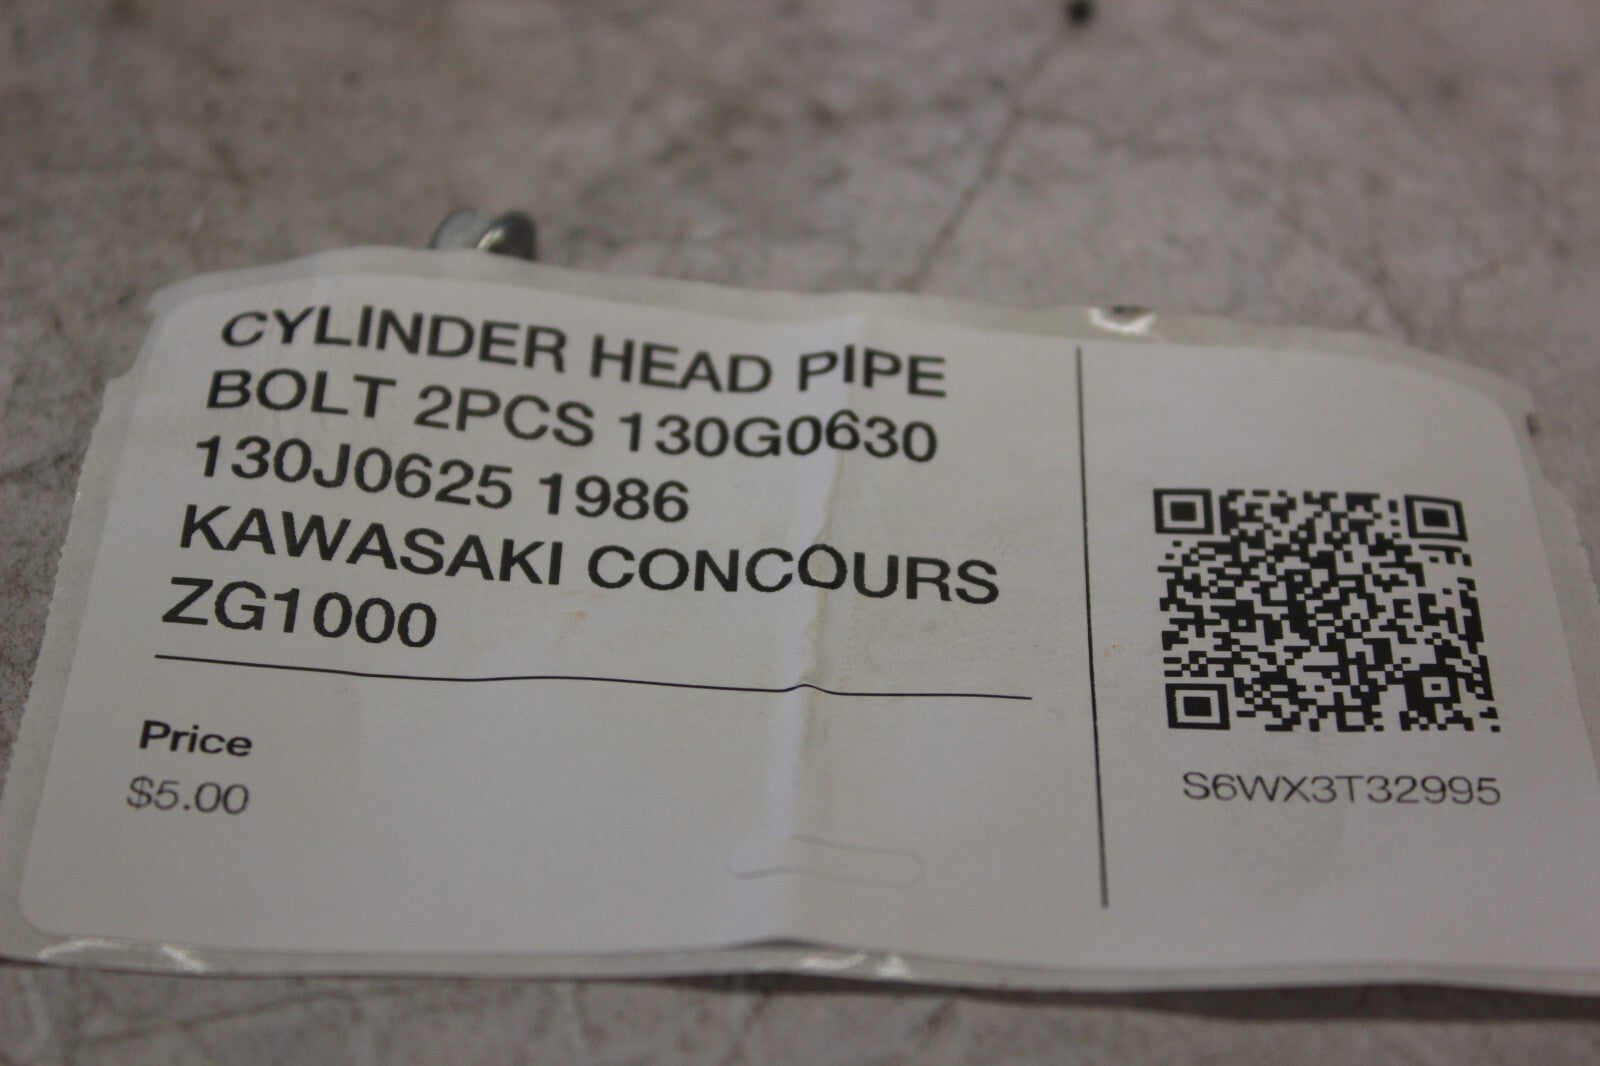 CYLINDER HEAD PIPE
BOLT 2PCS 130G0630
130J0625 1986
KAWASAKI CONCOURS
ZG1000
Price
$5.00
S6WX3T32995